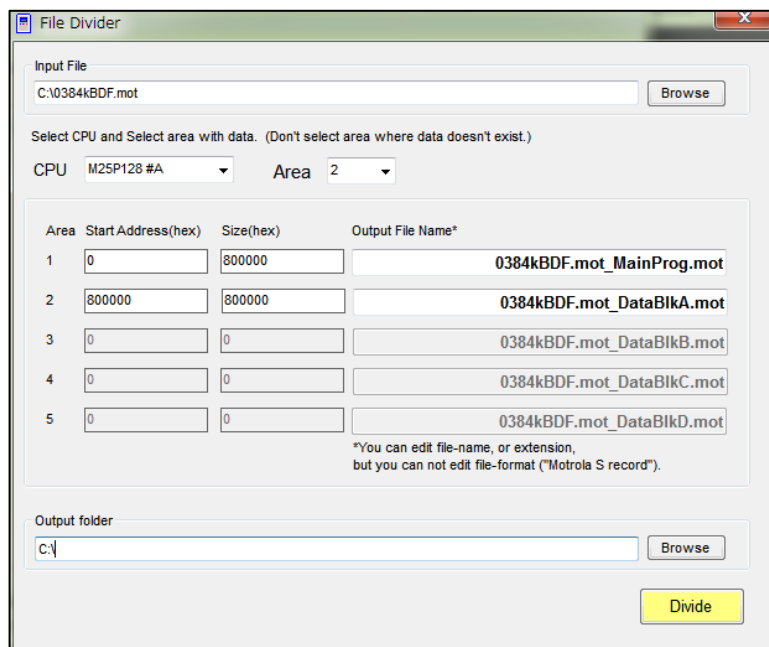 File Divider
Input File
C:\0384kBDF.mot
Browse
Select CPU and Select area with data. (Don't select area where data doesn't exist.)
CPU M25P128 #A Area 2
Area Start Address(hex) Size(hex) Output File Name*
1 0 800000 0384kBDF.mot_MainProg.mot
2 800000 800000 0384kBDF.mot_DataBlkA.mot
3 0 0 0384kBDF.mot_DataBlkB.mot
4 0 0 0384kBDF.mot_DataBlkC.mot
5 0 0 0384kBDF.mot_DataBlkD.mot
*You can edit file-name, or extension,
but you can not edit file-format ("Motrola S record").
Output folder
C:\
Browse
Divide